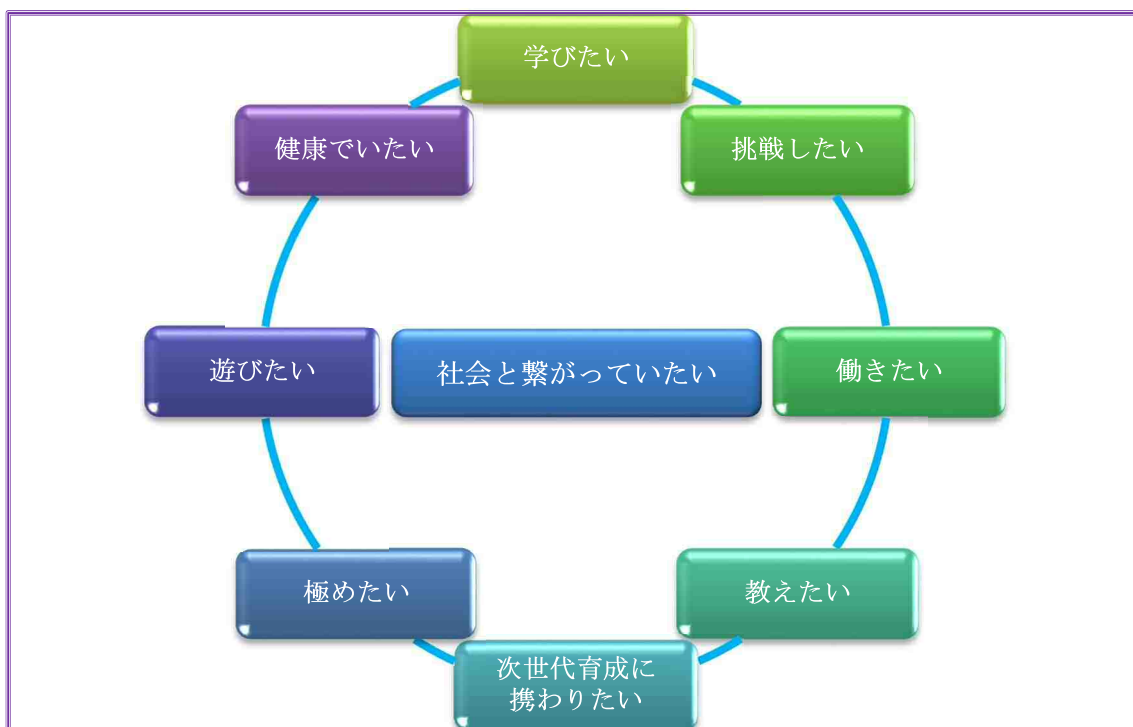 学びたい
健康でいたい
挑戦したい
遊びたい
社会と繋がっていたい
働きたい
極めたい
教えたい
次世代育成に
携わりたい